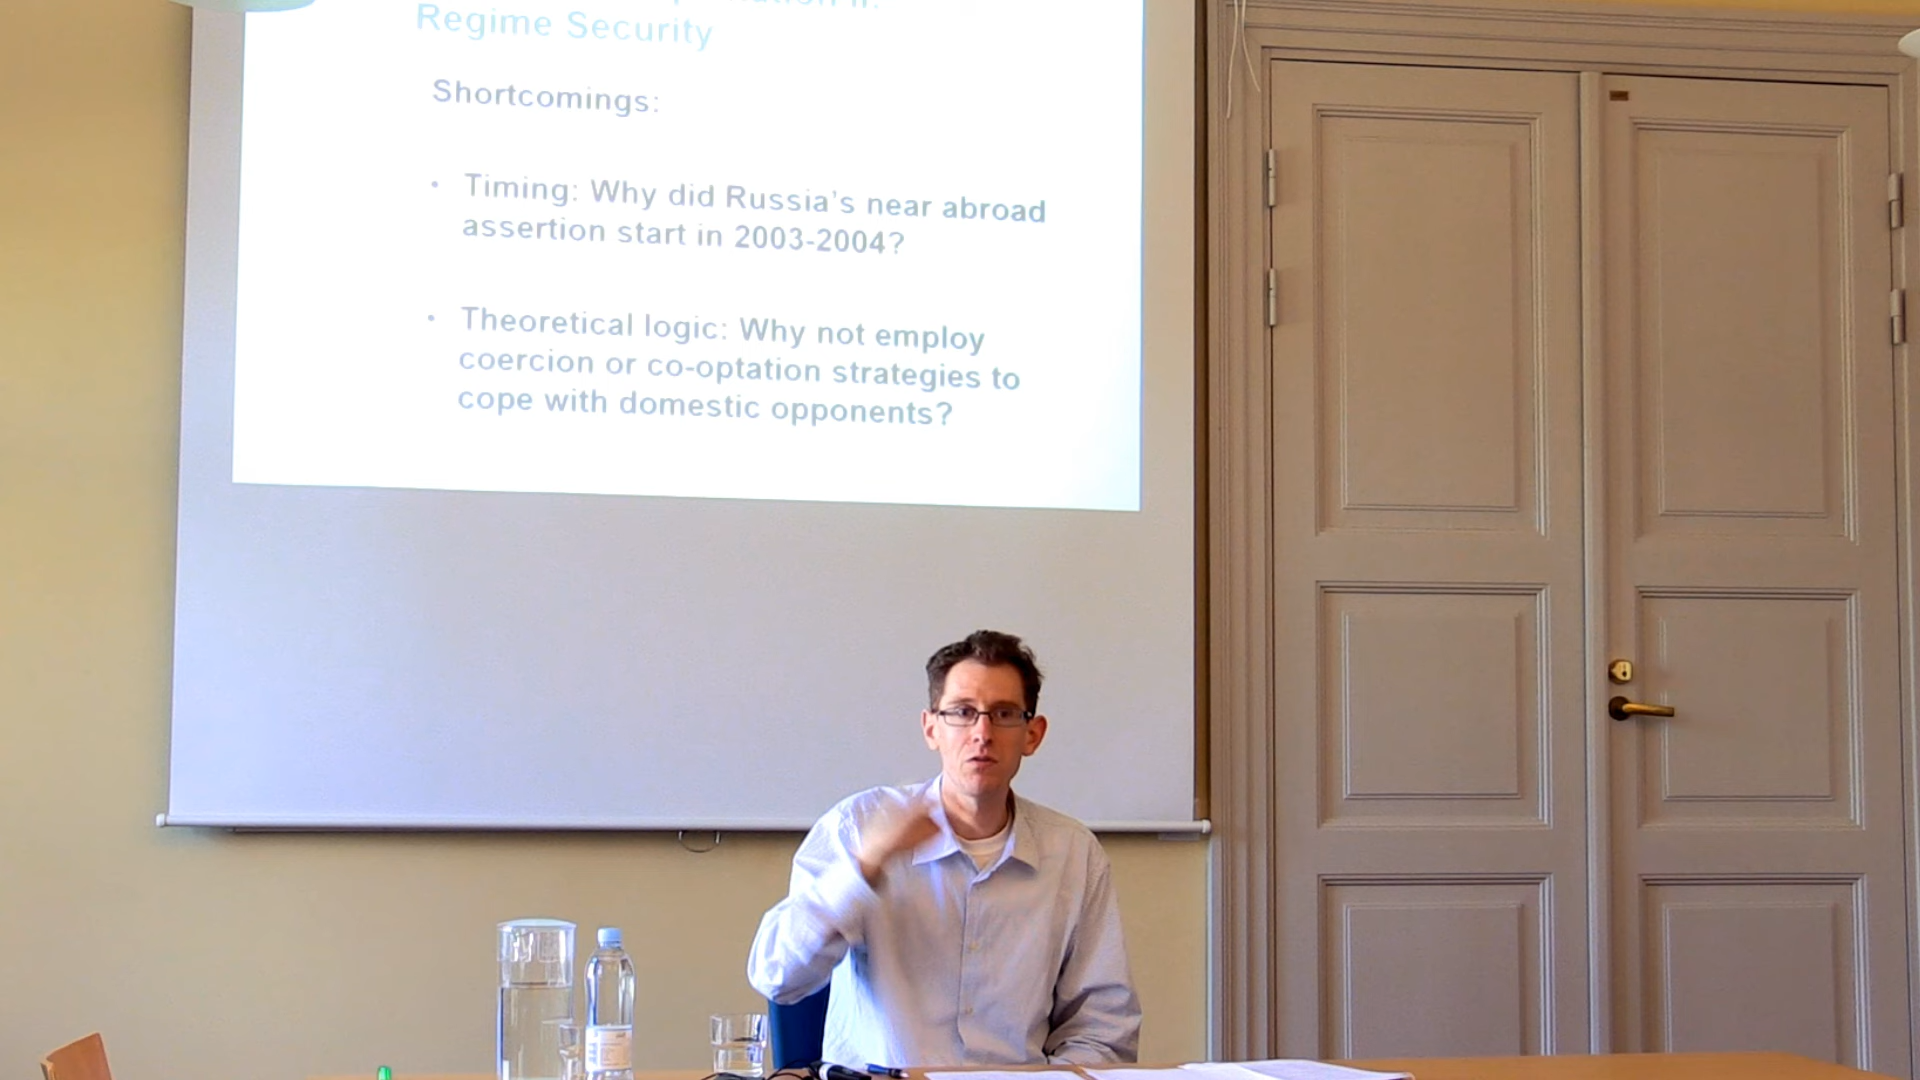 Regime Security
Shortcomings:
• Timing: Why did Russia's near abroad
assertion start in 2003-2004?
• Theoretical logic: Why not employ
coercion or co-optation strategies to
cope with domestic opponents?